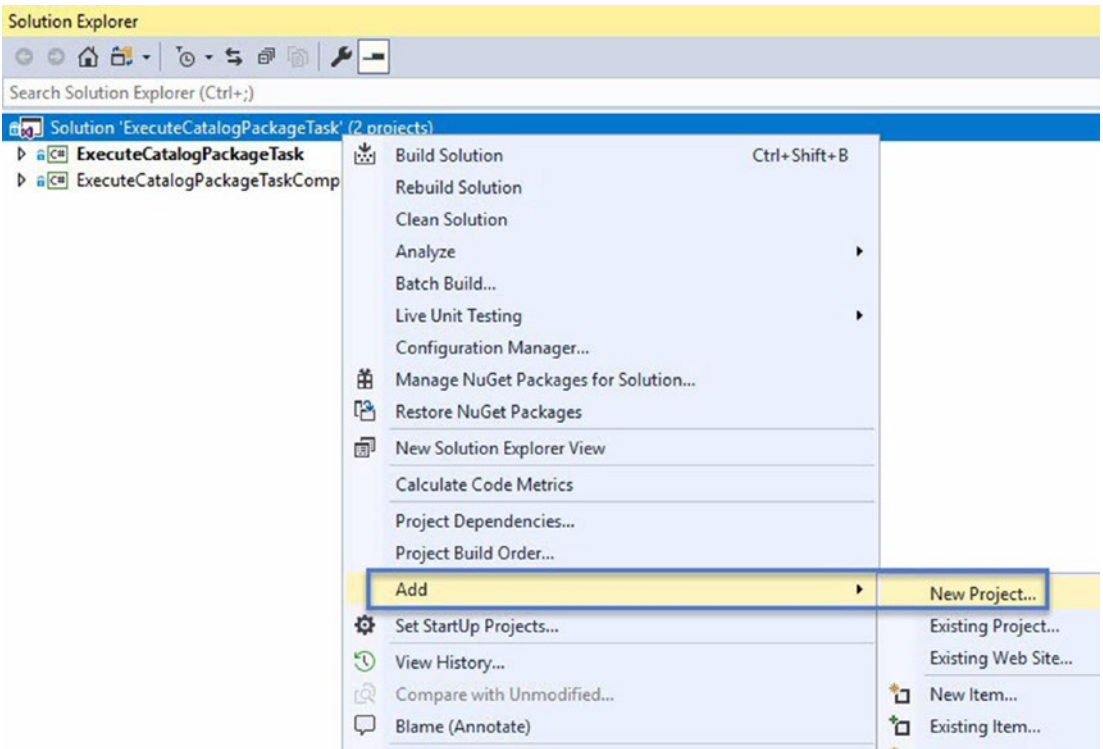 Solution Explorer
Search Solution Explorer (Ctrl+;)
Solution 'ExecuteCatalogPackageTask' (2 projects)
C# ExecuteCatalogPackageTask
C# ExecuteCatalogPackageTaskComp
Build Solution Ctrl+Shift+B
Rebuild Solution
Clean Solution
Analyze
Batch Build...
Live Unit Testing
Configuration Manager...
Manage NuGet Packages for Solution...
Restore NuGet Packages
New Solution Explorer View
Calculate Code Metrics
Project Dependencies...
Project Build Order...
Add
Set StartUp Projects...
View History...
Compare with Unmodified...
Blame (Annotate)
New Project...
Existing Project...
Existing Web Site...
New Item...
Existing Item...